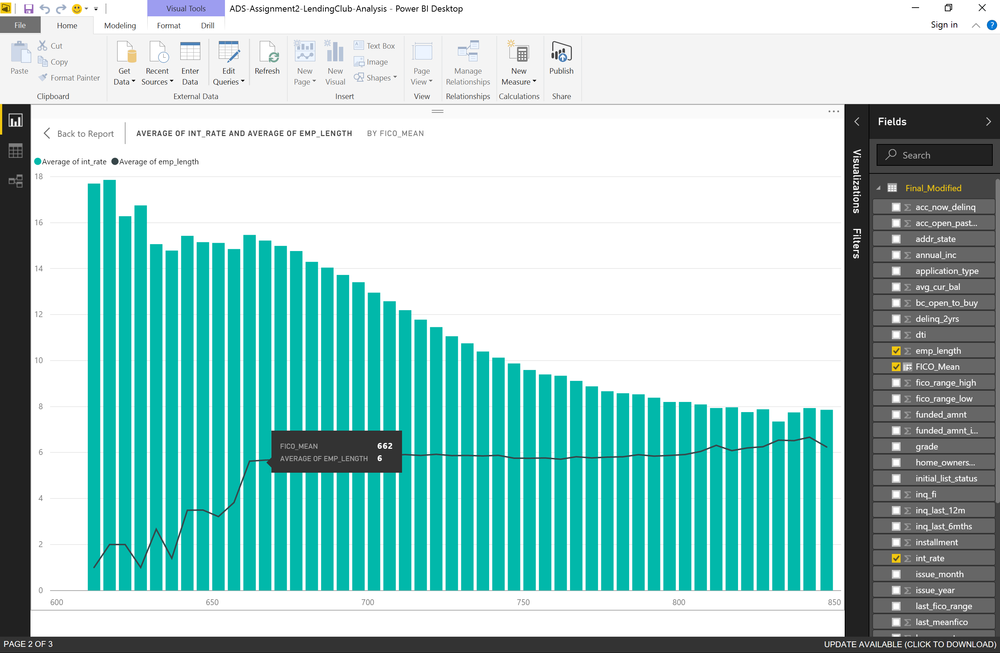 ADS-Assignment2-LendingClub-Analysis - Power BI Desktop
Visual Tools
File Home Modeling Format Drill
Sign in
?
Paste
Cut
Copy
Format Painter
Clipboard
Get Data
Recent Sources
Enter Data
Edit Queries
Refresh
External Data
New Page
New Visual
Text Box
Image
Shapes
Insert
Page View
View
Manage Relationships
Relationships
New Measure
Calculations
Publish
Share
Back to Report
AVERAGE OF INT_RATE AND AVERAGE OF EMP_LENGTH BY FICO_MEAN
Average of int_rate Average of emp_length
18
16
14
12
10
8
6
4
2
0
600 650 700 750 800 850
FICO_MEAN 662
AVERAGE OF EMP_LENGTH 6
Visualizations
Filters
Fields
Search
Final_Modified
acc_now_delinq
acc_open_past...
addr_state
annual_inc
application_type
avg_cur_bal
bc_open_to_buy
delinq_2yrs
dti
emp_length
FICO_Mean
fico_range_high
fico_range_low
funded_amnt
funded_amnt_i...
grade
home_owners...
initial_list_status
inq_fi
inq_last_12m
inq_last_6mths
installment
int_rate
issue_month
issue_year
last_fico_range
last_meanfico
PAGE 2 OF 3
UPDATE AVAILABLE (CLICK TO DOWNLOAD)